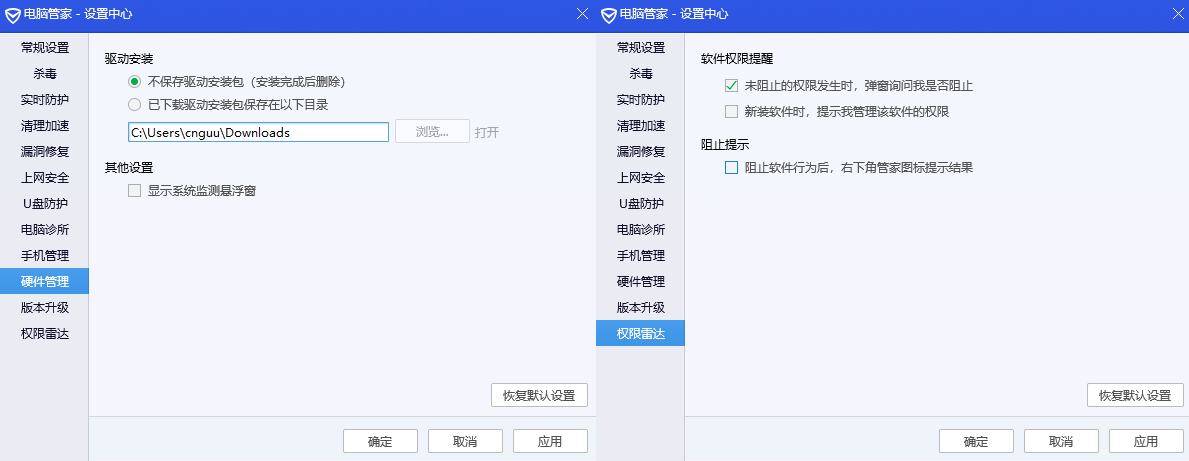 电脑管家 - 设置中心
常规设置
杀毒
实时防护
清理加速
漏洞修复
上网安全
U盘防护
电脑诊所
手机管理
硬件管理
版本升级
权限雷达
驱动安装
不保存驱动安装包（安装完成后删除）
已下载驱动安装包保存在以下目录
C:\Users\cnguu\Downloads
浏览...
打开
其他设置
显示系统监测悬浮窗
恢复默认设置
确定
取消
应用
电脑管家 - 设置中心
常规设置
杀毒
实时防护
清理加速
漏洞修复
上网安全
U盘防护
电脑诊所
手机管理
硬件管理
版本升级
权限雷达
软件权限提醒
未阻止的权限发生时，弹窗询问我是否阻止
新装软件时，提示我管理该软件的权限
阻止提示
阻止软件行为后，右下角管家图标提示结果
恢复默认设置
确定
取消
应用